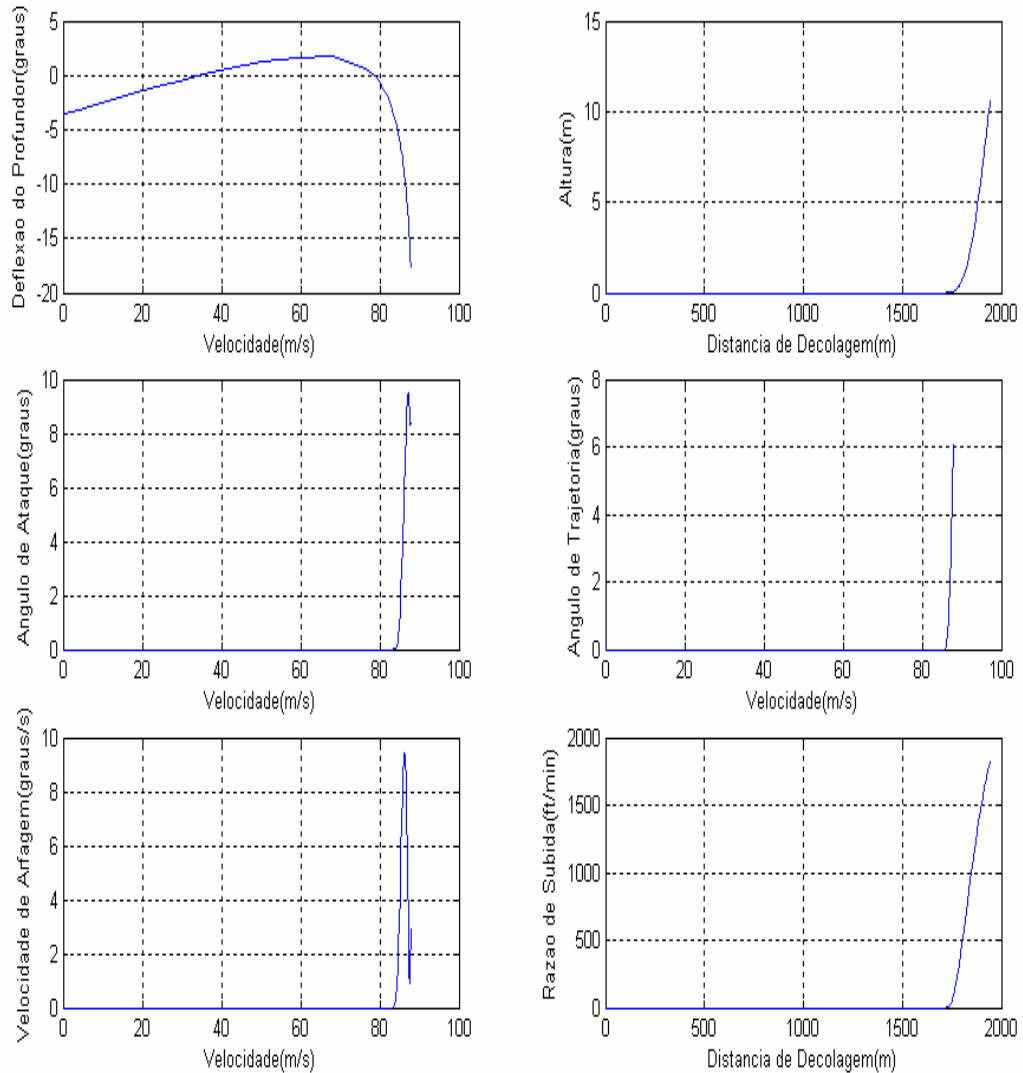 Deflexao do Profundor(graus)
5
0
-5
-10
-15
-20
0 20 40 60 80 100
Velocidade(m/s)
Altura(m)
15
10
5
0
0 500 1000 1500 2000
Distancia de Decolagem(m)
Angulo de Ataque(graus)
10
8
6
4
2
0
0 20 40 60 80 100
Velocidade(m/s)
Angulo de Trajetoria(graus)
8
6
4
2
0
0 20 40 60 80 100
Velocidade(m/s)
Velocidade de Arfagem(graus/s)
10
8
6
4
2
0
0 20 40 60 80 100
Velocidade(m/s)
Razao de Subida(ft/min)
2000
1500
1000
500
0
0 500 1000 1500 2000
Distancia de Decolagem(m)